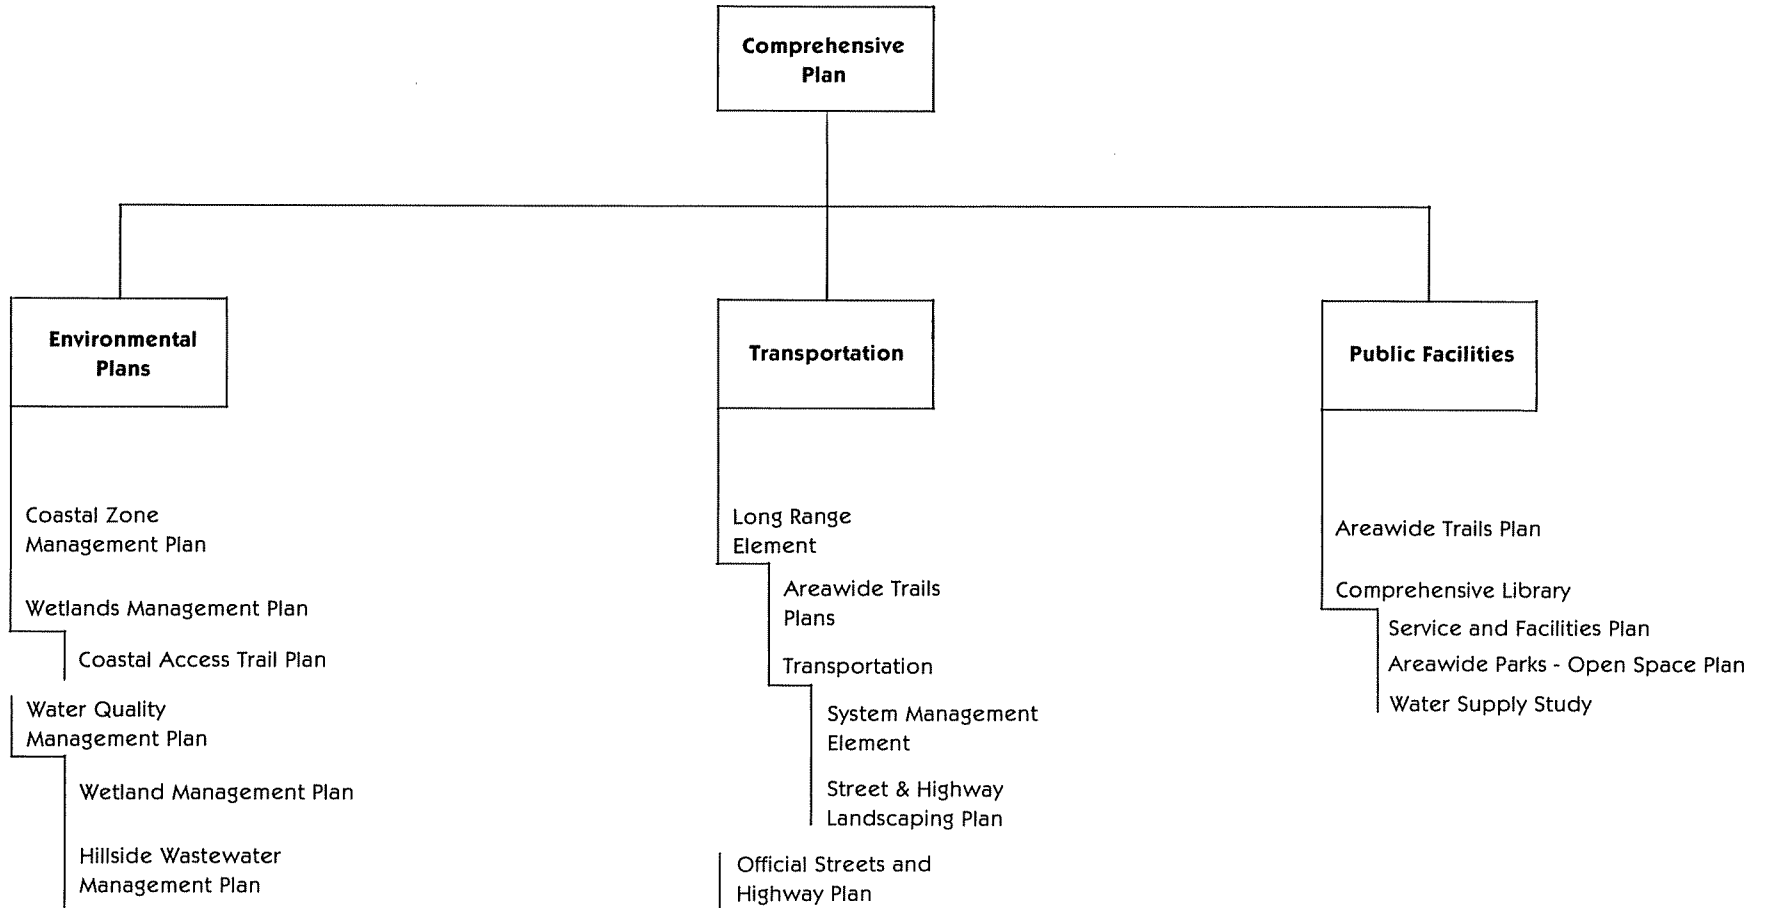 Comprehensive
Plan
Environmental
Plans
Coastal Zone
Management Plan
Wetlands Management Plan
Coastal Access Trail Plan
Water Quality
Management Plan
Wetland Management Plan
Hillside Wastewater
Management Plan
Transportation
Long Range
Element
Areawide Trails
Plans
Transportation
System Management
Element
Street & Highway
Landscaping Plan
Official Streets and
Highway Plan
Public Facilities
Areawide Trails Plan
Comprehensive Library
Service and Facilities Plan
Areawide Parks - Open Space Plan
Water Supply Study